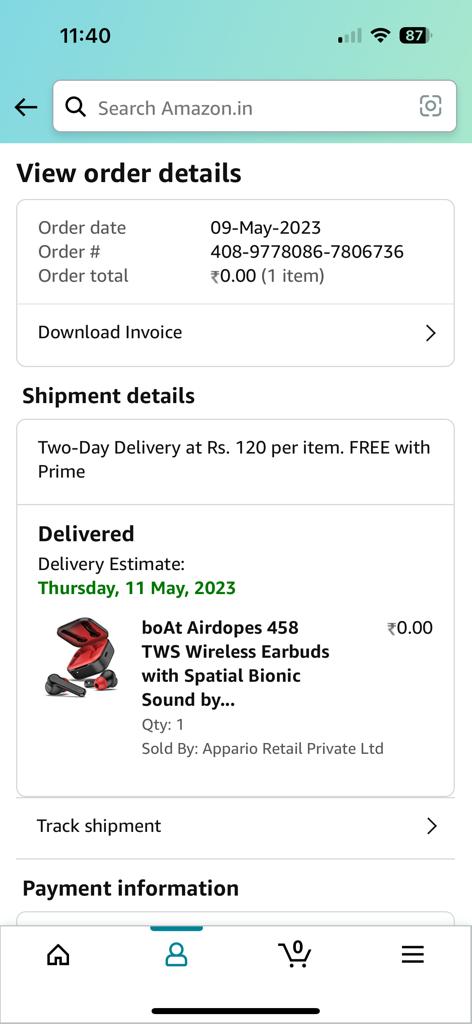 11:40
87
Search Amazon.in
View order details
Order date 09-May-2023
Order # 408-9778086-7806736
Order total ₹0.00 (1 item)
Download Invoice
Shipment details
Two-Day Delivery at Rs. 120 per item. FREE with
Prime
Delivered
Delivery Estimate:
Thursday, 11 May, 2023
boAt Airdopes 458 ₹0.00
TWS Wireless Earbuds
with Spatial Bionic
Sound by...
Qty: 1
Sold By: Appario Retail Private Ltd
Track shipment
Payment information
0